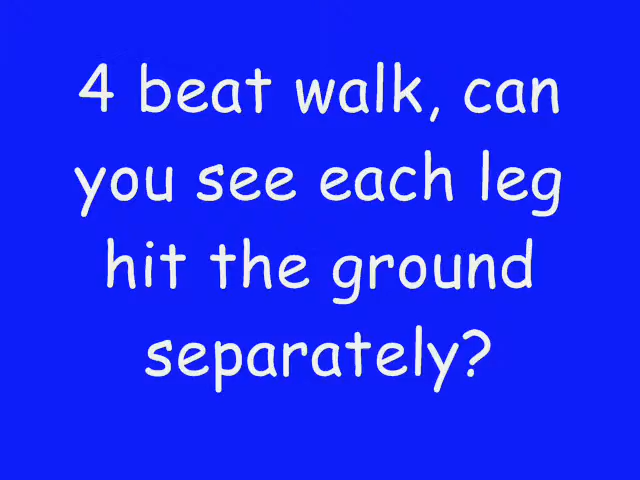 4 beat walk, can
you see each leg
hit the ground
separately?